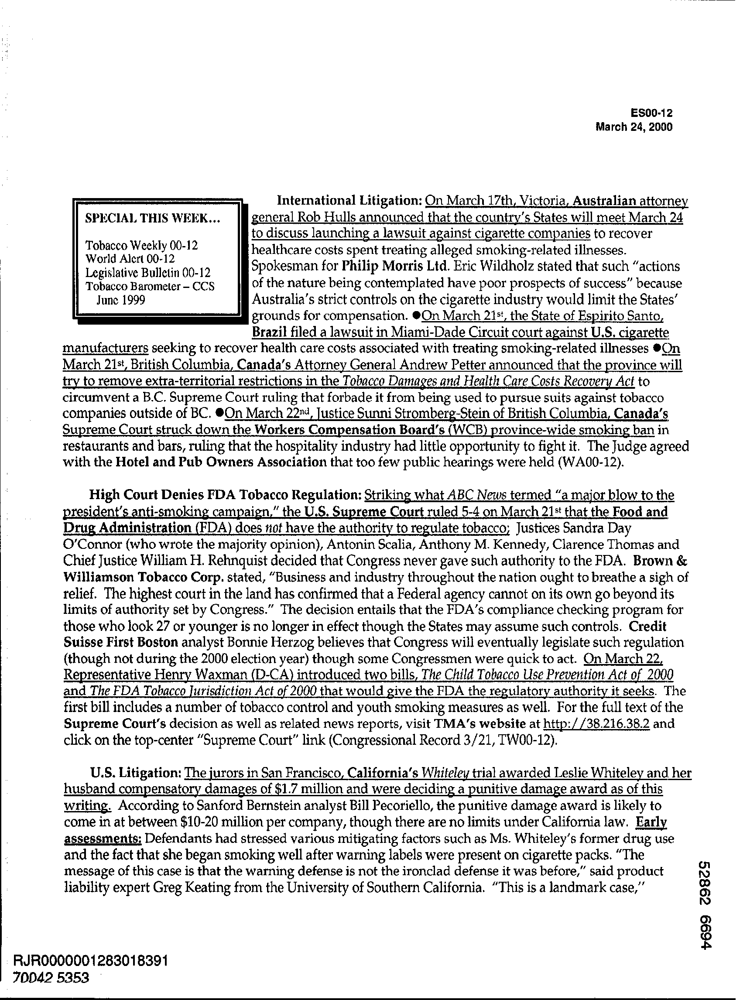 ES00-12
March 24, 2000
SPECIAL THIS WEEK...
Tobacco Weekly 00-12
World Alert 00-12
Legislative Bulletin 00-12
Tobacco Barometer – CCS
June 1999
International Litigation: On March 17th, Victoria, Australian attorney
general Rob Hulls announced that the country's States will meet March 24
to discuss launching a lawsuit against cigarette companies to recover
healthcare costs spent treating alleged smoking-related illnesses.
Spokesman for Philip Morris Ltd. Eric Wildholz stated that such "actions
of the nature being contemplated have poor prospects of success" because
Australia's strict controls on the cigarette industry would limit the States'
grounds for compensation. ●On March 21st, the State of Espirito Santo,
Brazil filed a lawsuit in Miami-Dade Circuit court against U.S. cigarette
manufacturers seeking to recover health care costs associated with treating smoking-related illnesses ●On
March 21st, British Columbia, Canada's Attorney General Andrew Petter announced that the province will
try to remove extra-territorial restrictions in the Tobacco Damages and Health Care Costs Recovery Act to
circumvent a B.C. Supreme Court ruling that forbade it from being used to pursue suits against tobacco
companies outside of BC. ●On March 22nd, Justice Sunni Stromberg-Stein of British Columbia, Canada's
Supreme Court struck down the Workers Compensation Board's (WCB) province-wide smoking ban in
restaurants and bars, ruling that the hospitality industry had little opportunity to fight it. The Judge agreed
with the Hotel and Pub Owners Association that too few public hearings were held (WA00-12).
High Court Denies FDA Tobacco Regulation: Striking what ABC News termed "a major blow to the
president's anti-smoking campaign," the U.S. Supreme Court ruled 5-4 on March 21st that the Food and
Drug Administration (FDA) does not have the authority to regulate tobacco; Justices Sandra Day
O'Connor (who wrote the majority opinion), Antonin Scalia, Anthony M. Kennedy, Clarence Thomas and
Chief Justice William H. Rehnquist decided that Congress never gave such authority to the FDA. Brown &
Williamson Tobacco Corp. stated, "Business and industry throughout the nation ought to breathe a sigh of
relief. The highest court in the land has confirmed that a Federal agency cannot on its own go beyond its
limits of authority set by Congress." The decision entails that the FDA's compliance checking program for
those who look 27 or younger is no longer in effect though the States may assume such controls. Credit
Suisse First Boston analyst Bonnie Herzog believes that Congress will eventually legislate such regulation
(though not during the 2000 election year) though some Congressmen were quick to act. On March 22,
Representative Henry Waxman (D-CA) introduced two bills, The Child Tobacco Use Prevention Act of 2000
and The FDA Tobacco Jurisdiction Act of 2000 that would give the FDA the regulatory authority it seeks. The
first bill includes a number of tobacco control and youth smoking measures as well. For the full text of the
Supreme Court's decision as well as related news reports, visit TMA's website at http://38.216.38.2 and
click on the top-center "Supreme Court" link (Congressional Record 3/21, TW00-12).
U.S. Litigation: The jurors in San Francisco, California's Whiteley trial awarded Leslie Whiteley and her
husband compensatory damages of $1.7 million and were deciding a punitive damage award as of this
writing. According to Sanford Bernstein analyst Bill Pecoriello, the punitive damage award is likely to
come in at between $10-20 million per company, though there are no limits under California law. Early
assessments: Defendants had stressed various mitigating factors such as Ms. Whiteley's former drug use
and the fact that she began smoking well after warning labels were present on cigarette packs. "The
message of this case is that the warning defense is not the ironclad defense it was before," said product
liability expert Greg Keating from the University of Southern California. "This is a landmark case,"
52862 6694
RJR0000001283018391
70042 5353